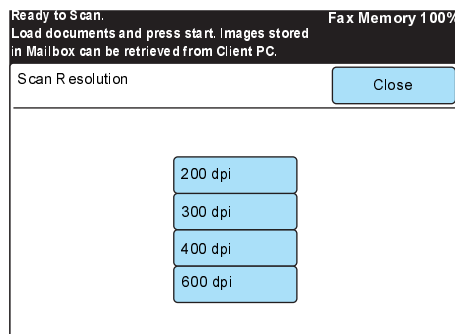 Ready to Scan.
Fax Memory 100%
Load documents and press start. Images stored
in Mailbox can be retrieved from Client PC.
Scan Resolution
Close
200 dpi
300 dpi
400 dpi
600 dpi